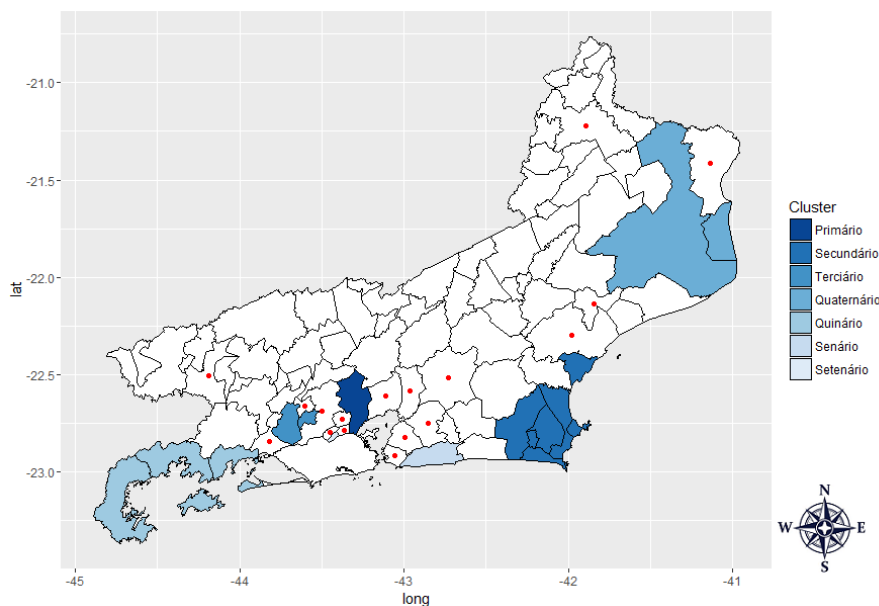 lat
-21.0
-21.5
-22.0
-22.5
-23.0
-45
-44
-43
-42
-41
long
Cluster
Primário
Secundário
Terciário
Quaternário
Quinário
Senário
Setenário
N
W
E
S